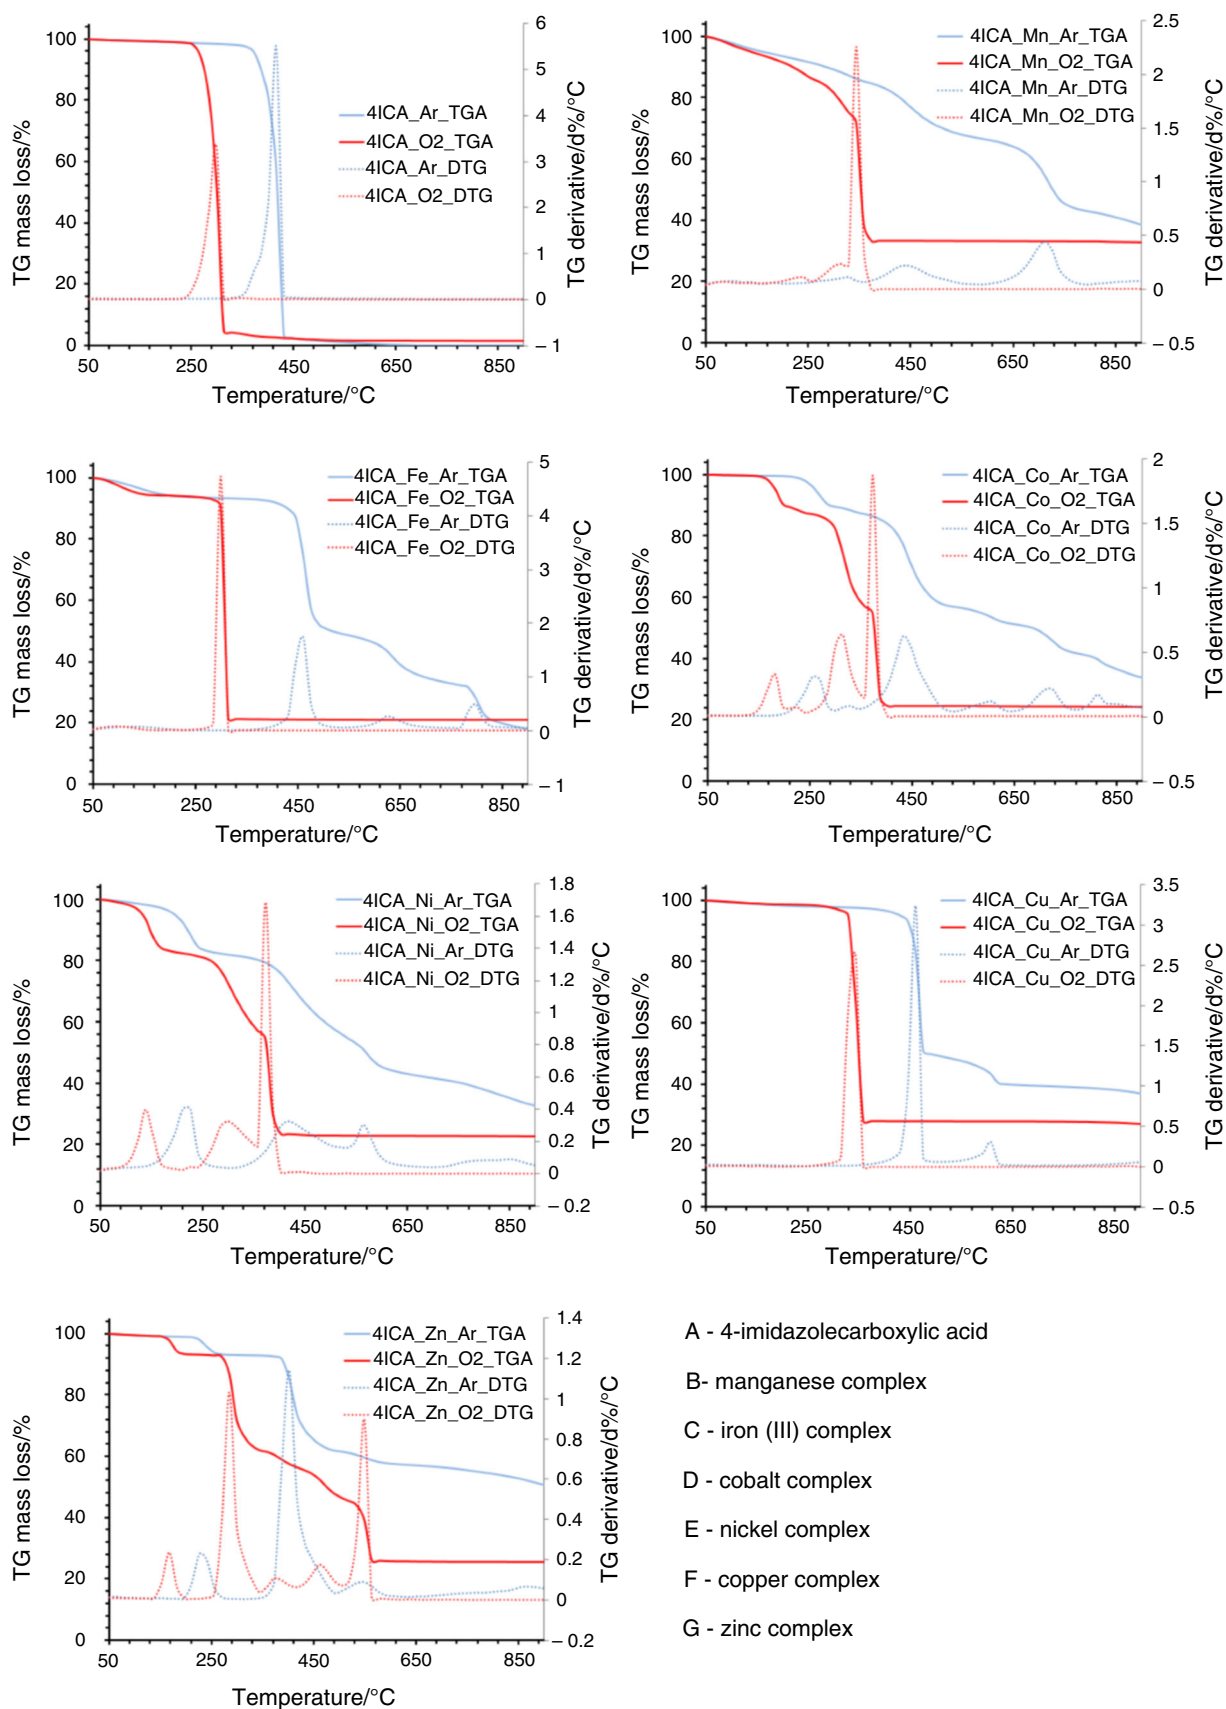 6
5
4
3
2
1
0
– 1
100
80
60
40
20
0
TG mass loss/%
TG derivative/d%/°C
4ICA_Ar_TGA
4ICA_O2_TGA
4ICA_Ar_DTG
4ICA_O2_DTG
50 250 450 650 850
Temperature/°C
2.5
2
1.5
1
0.5
0
– 0.5
100
80
60
40
20
0
TG mass loss/%
TG derivative/d%/°C
4ICA_Mn_Ar_TGA
4ICA_Mn_O2_TGA
4ICA_Mn_Ar_DTG
4ICA_Mn_O2_DTG
50 250 450 650 850
Temperature/°C
5
4
3
2
1
0
– 1
100
80
60
40
20
0
TG mass loss/%
TG derivative/d%/°C
4ICA_Fe_Ar_TGA
4ICA_Fe_O2_TGA
4ICA_Fe_Ar_DTG
4ICA_Fe_O2_DTG
50 250 450 650 850
Temperature/°C
2
1.5
1
0.5
0
– 0.5
100
80
60
40
20
0
TG mass loss/%
TG derivative/d%/°C
4ICA_Co_Ar_TGA
4ICA_Co_O2_TGA
4ICA_Co_Ar_DTG
4ICA_Co_O2_DTG
50 250 450 650 850
Temperature/°C
1.8
1.6
1.4
1.2
1
0.8
0.6
0.4
0.2
0
– 0.2
100
80
60
40
20
0
TG mass loss/%
TG derivative/d%/°C
4ICA_Ni_Ar_TGA
4ICA_Ni_O2_TGA
4ICA_Ni_Ar_DTG
4ICA_Ni_O2_DTG
50 250 450 650 850
Temperature/°C
3.5
3
2.5
2
1.5
1
0.5
0
– 0.5
100
80
60
40
20
0
TG mass loss/%
TG derivative/d%/°C
4ICA_Cu_Ar_TGA
4ICA_Cu_O2_TGA
4ICA_Cu_Ar_DTG
4ICA_Cu_O2_DTG
50 250 450 650 850
Temperature/°C
1.4
1.2
1
0.8
0.6
0.4
0.2
0
– 0.2
100
80
60
40
20
0
TG mass loss/%
TG derivative/d%/°C
4ICA_Zn_Ar_TGA
4ICA_Zn_O2_TGA
4ICA_Zn_Ar_DTG
4ICA_Zn_O2_DTG
50 250 450 650 850
Temperature/°C
A - 4-imidazolecarboxylic acid
B- manganese complex
C - iron (III) complex
D - cobalt complex
E - nickel complex
F - copper complex
G - zinc complex